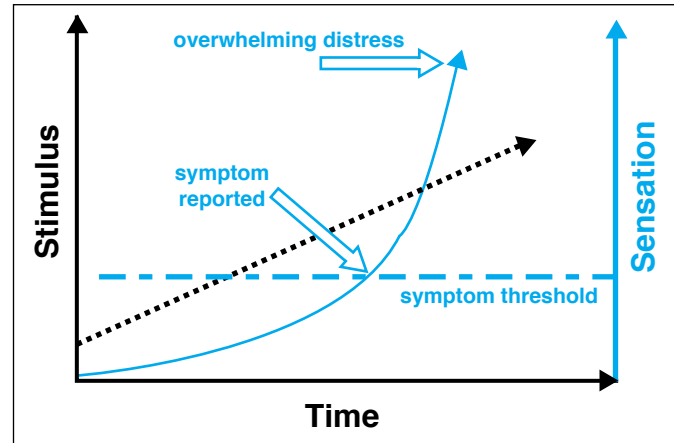 overwhelming distress
Stimulus
symptom
reported
Sensation
symptom threshold
Time